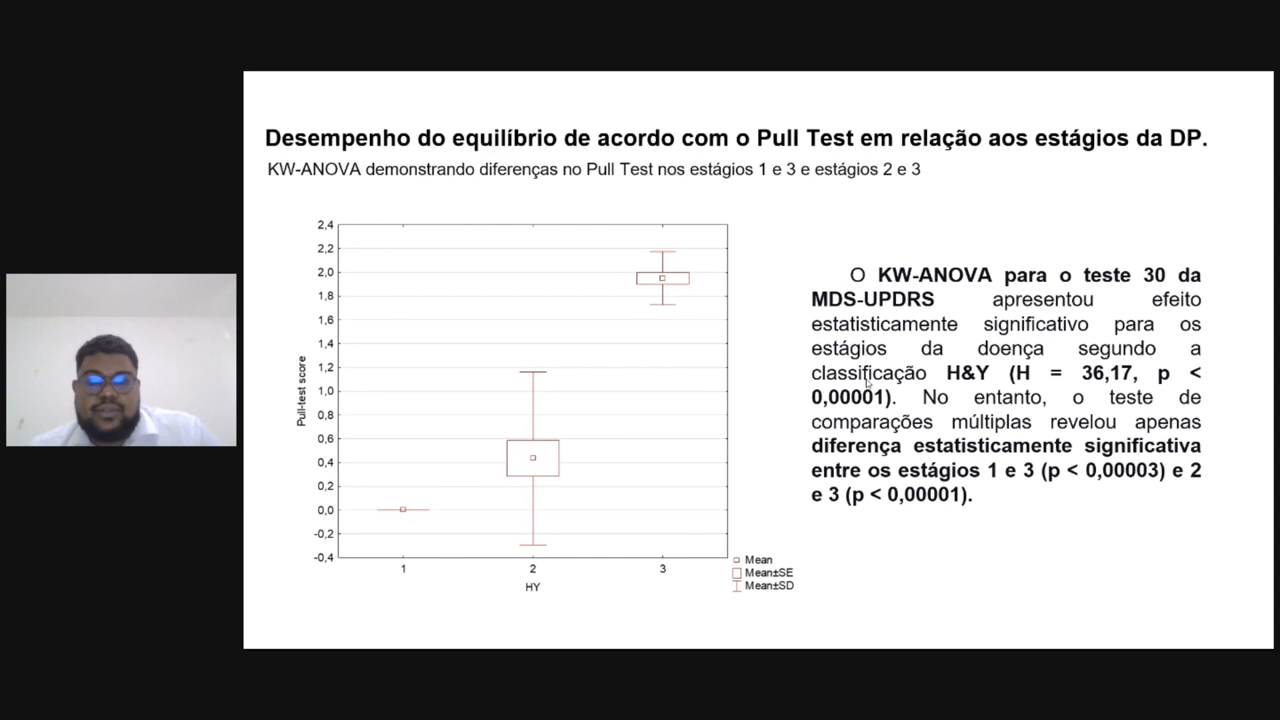 Desempenho do equilíbrio de acordo com o Pull Test em relação aos estágios da DP.
KW-ANOVA demonstrando diferenças no Pull Test nos estágios 1 e 3 e estágios 2 e 3
2,4
2,2
2,0
1,8
1,6
1,4
1,2
1,0
0,8
0,6
0,4
0,2
0,0
-0,2
-0,4
Pull-test score
1
2
3
HY
Mean
Mean±SE
Mean±SD
O KW-ANOVA para o teste 30 da
MDS-UPDRS apresentou efeito
estatisticamente significativo para os
estágios da doença segundo a
classificação H&Y (H = 36,17, p <
0,00001). No entanto, o teste de
comparações múltiplas revelou apenas
diferença estatisticamente significativa
entre os estágios 1 e 3 (p < 0,00003) e 2
e 3 (p < 0,00001).